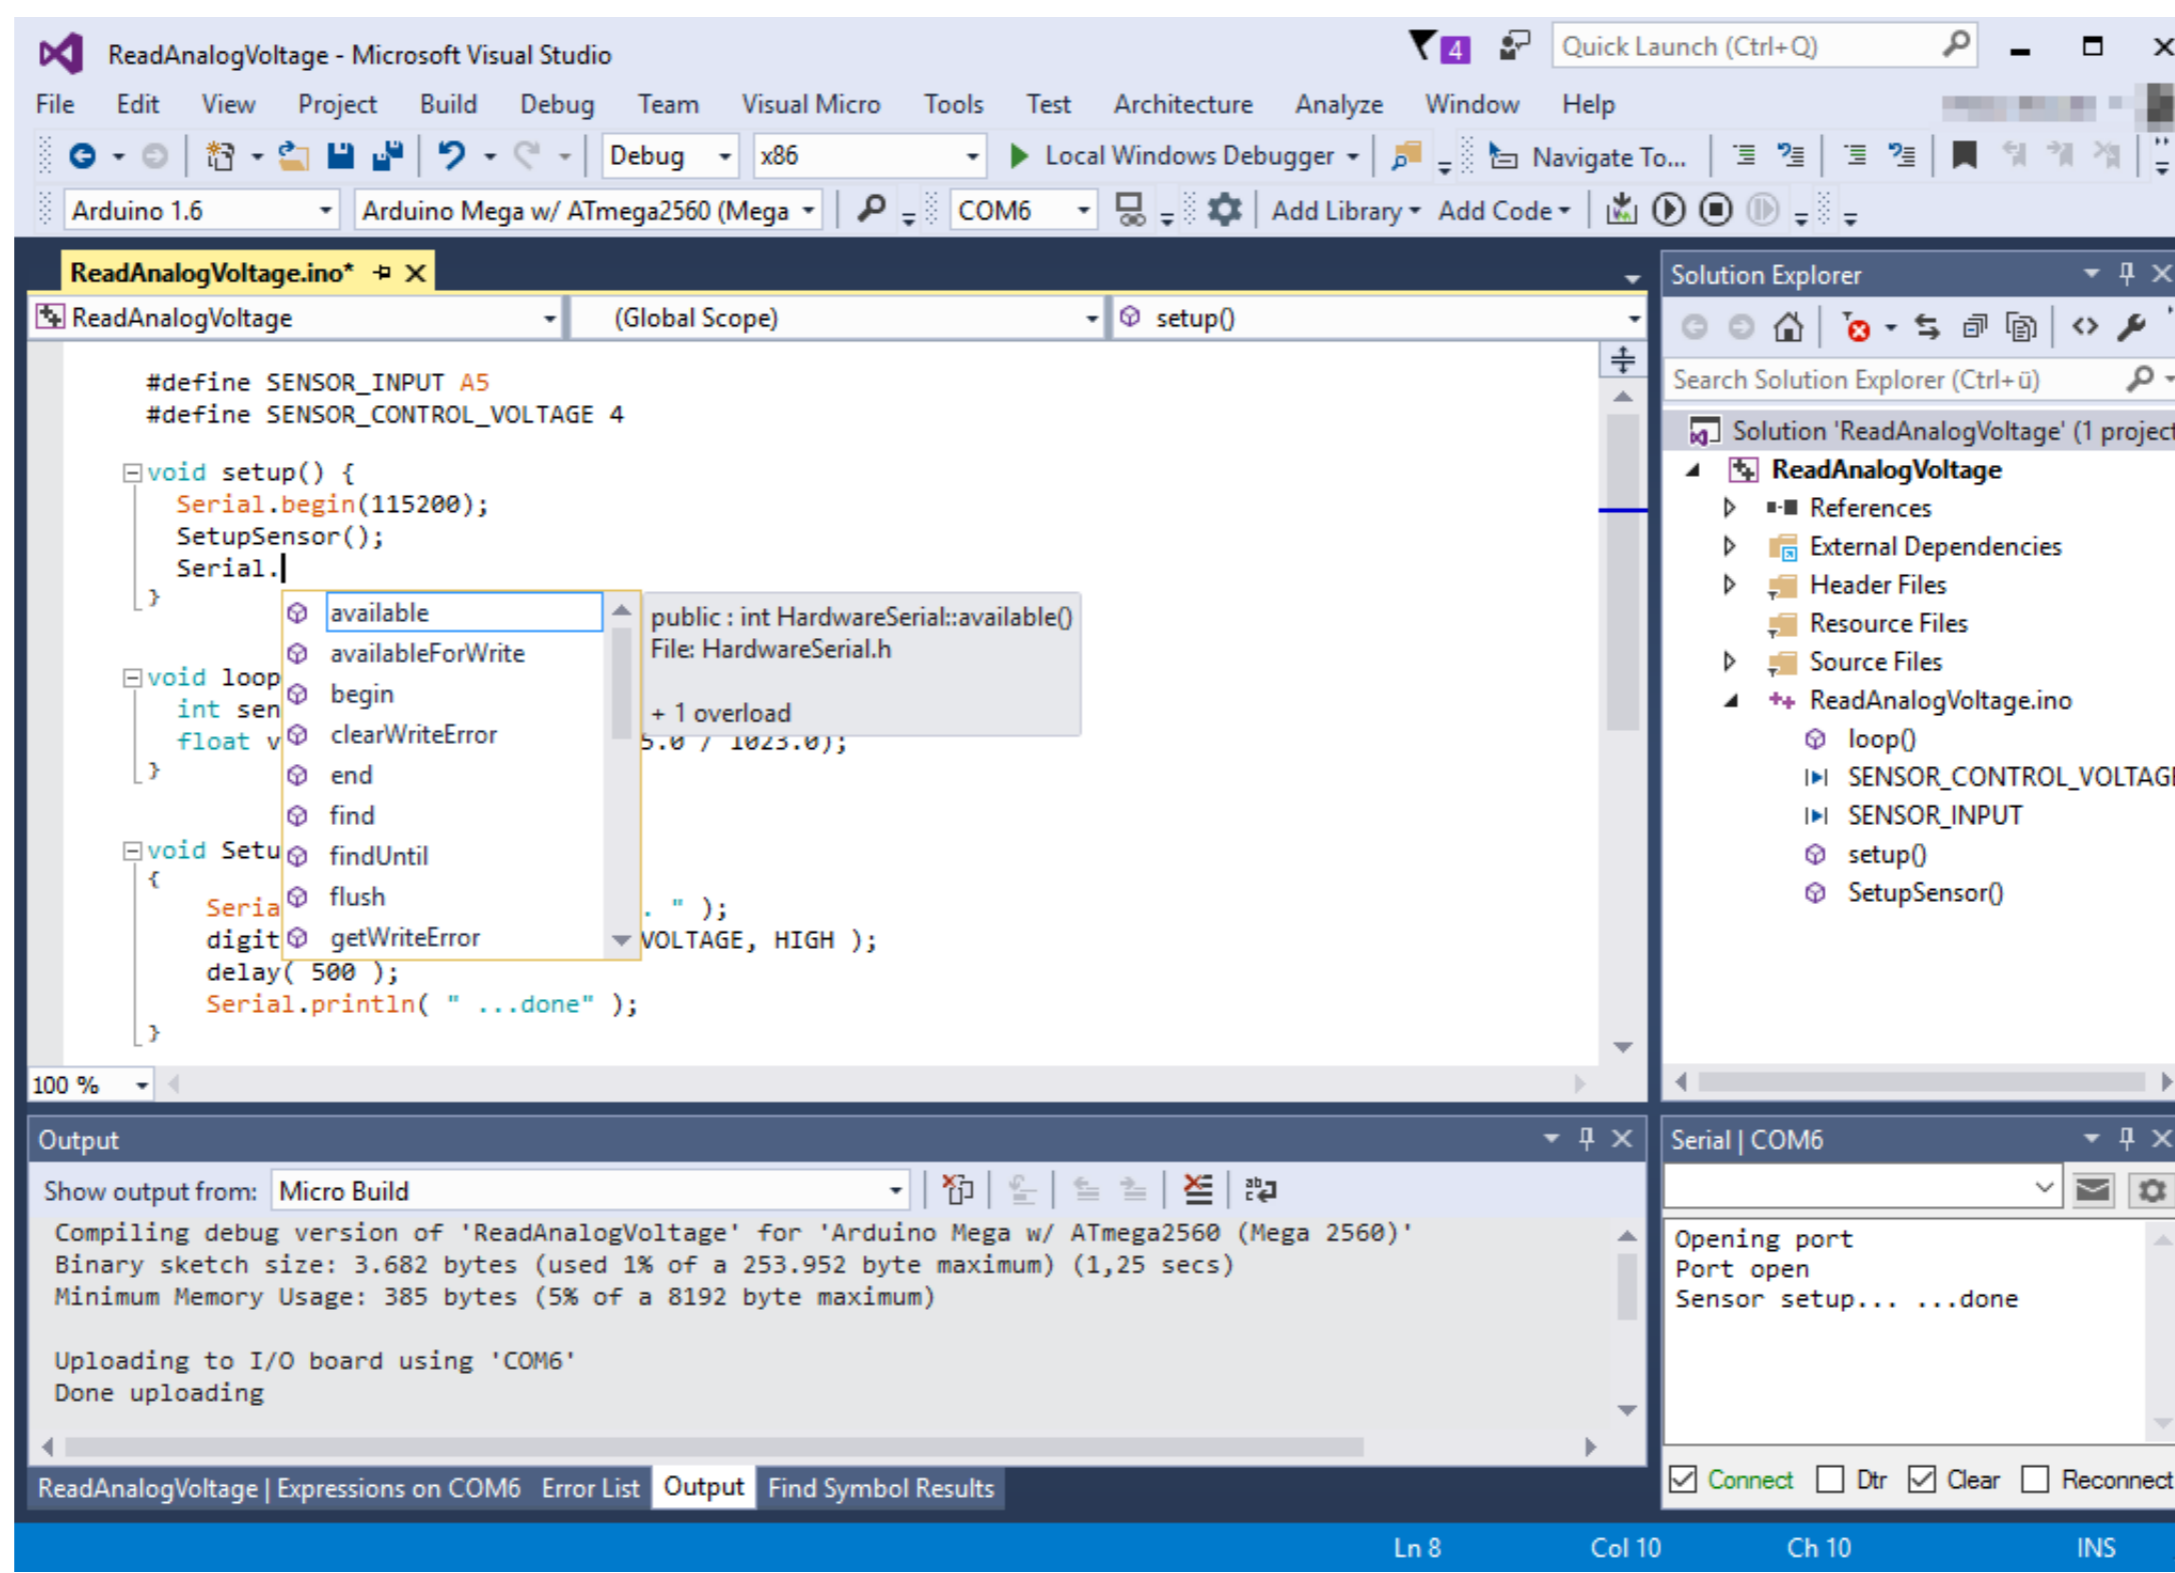 ReadAnalogVoltage - Microsoft Visual Studio
4
Quick Launch (Ctrl+Q)
File Edit View Project Build Debug Team Visual Micro Tools Test Architecture Analyze Window Help
Debug x86 Local Windows Debugger Navigate To...
Arduino 1.6 Arduino Mega w/ ATmega2560 (Mega COM6 Add Library Add Code
ReadAnalogVoltage.ino*
ReadAnalogVoltage (Global Scope) setup()
#define SENSOR_INPUT A5
#define SENSOR_CONTROL_VOLTAGE 4
void setup() {
Serial.begin(115200);
SetupSensor();
Serial.
}
void loop
int sen
float v 5.0 / 1023.0);
}
void Setu
{
Seria . " );
digit VOLTAGE, HIGH );
delay( 500 );
Serial.println( " ...done" );
}
available
availableForWrite
begin
clearWriteError
end
find
findUntil
flush
getWriteError
public : int HardwareSerial::available()
File: HardwareSerial.h
+ 1 overload
100 %
Solution Explorer
Search Solution Explorer (Ctrl+ü)
Solution 'ReadAnalogVoltage' (1 project
ReadAnalogVoltage
References
External Dependencies
Header Files
Resource Files
Source Files
ReadAnalogVoltage.ino
loop()
SENSOR_CONTROL_VOLTAGE
SENSOR_INPUT
setup()
SetupSensor()
Output
Show output from: Micro Build
Compiling debug version of 'ReadAnalogVoltage' for 'Arduino Mega w/ ATmega2560 (Mega 2560)'
Binary sketch size: 3.682 bytes (used 1% of a 253.952 byte maximum) (1,25 secs)
Minimum Memory Usage: 385 bytes (5% of a 8192 byte maximum)
Uploading to I/O board using 'COM6'
Done uploading
ReadAnalogVoltage | Expressions on COM6 Error List Output Find Symbol Results
Serial | COM6
Opening port
Port open
Sensor setup... ...done
Connect Dtr Clear Reconnect
Ln 8 Col 10 Ch 10 INS